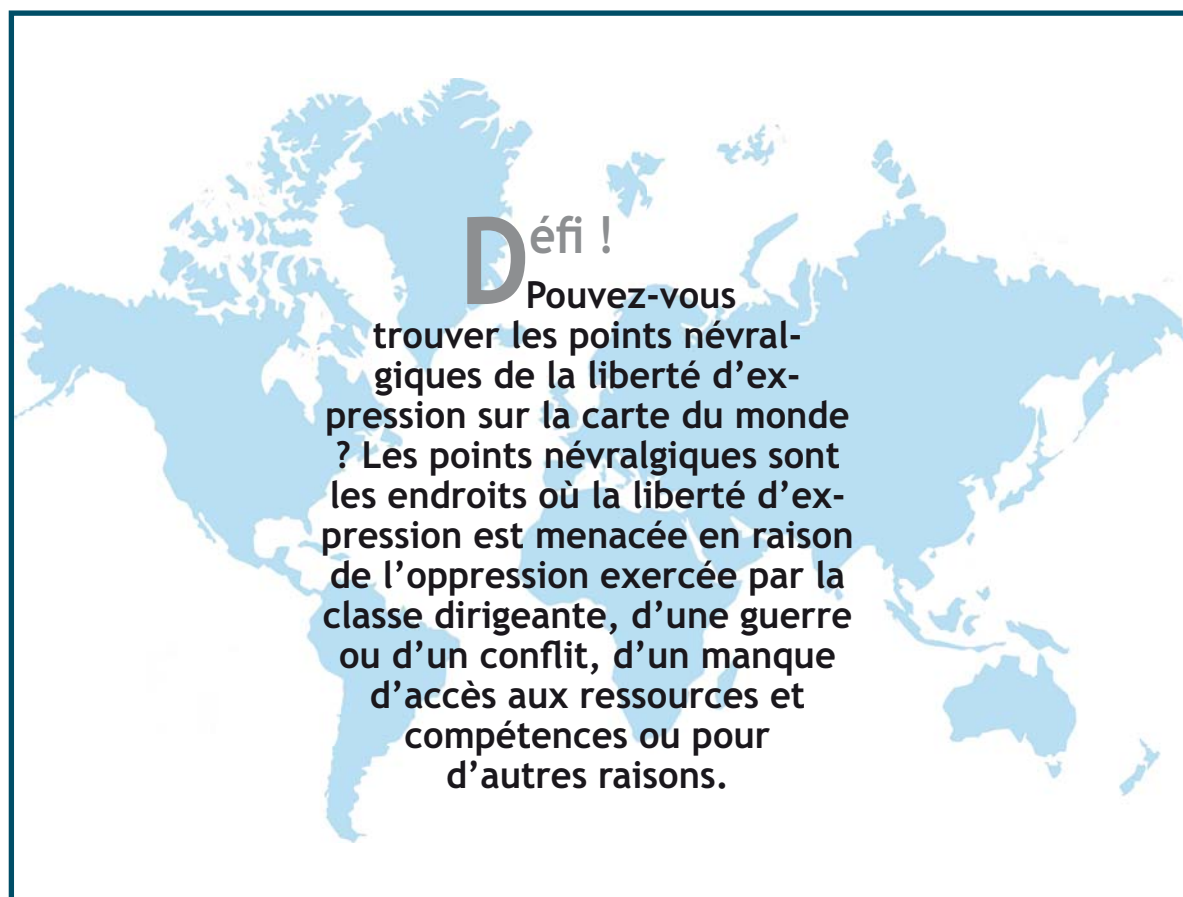 Défi !
Pouvez-vous
trouver les points névral-
giques de la liberté d’ex-
pression sur la carte du monde
? Les points névralgiques sont
les endroits où la liberté d’ex-
pression est menacée en raison
de l’oppression exercée par la
classe dirigeante, d’une guerre
ou d’un conflit, d’un manque
d’accès aux ressources et
compétences ou pour
d’autres raisons.